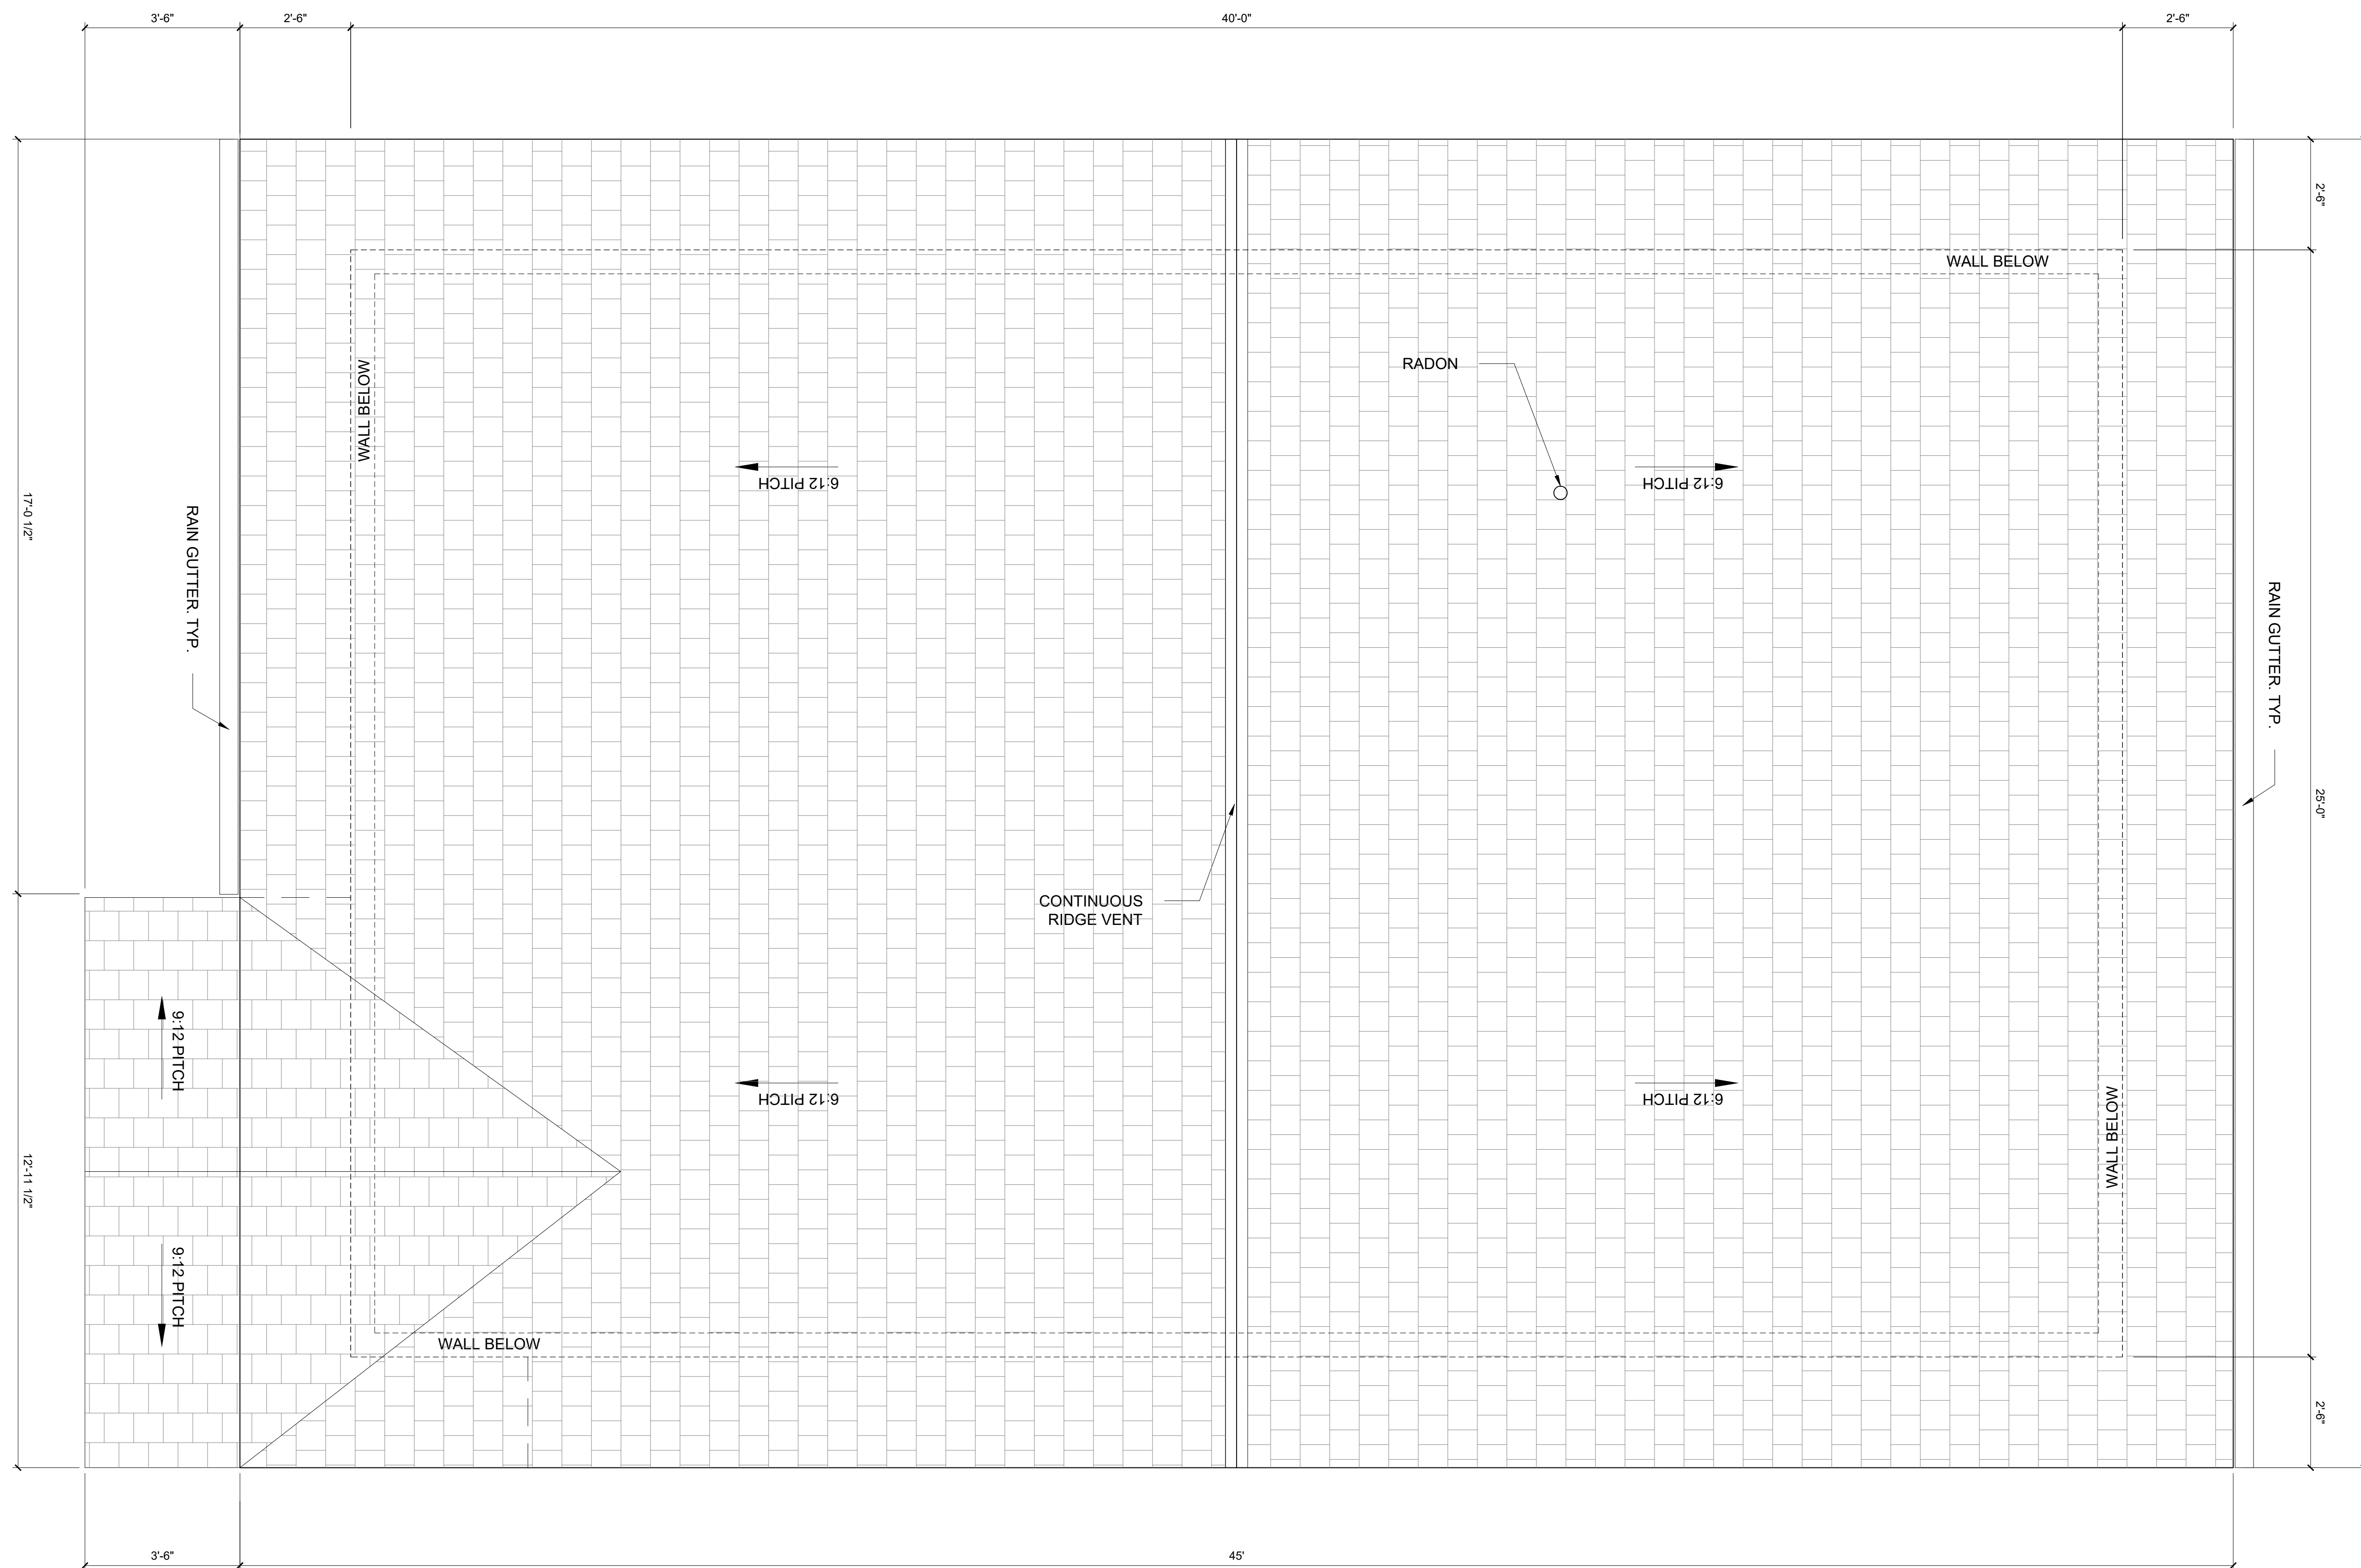 3'-6"
2'-6"
40'-0"
2'-6"
2'-6"
WALL BELOW
WALL BELOW
RADON
6:12 PITCH
6:12 PITCH
17'-0 1/2"
RAIN GUTTER. TYP.
RAIN GUTTER. TYP.
25'-0"
CONTINUOUS
RIDGE VENT
9:12 PITCH
6:12 PITCH
6:12 PITCH
WALL BELOW
12'-11 1/2"
9:12 PITCH
WALL BELOW
2'-6"
3'-6"
45'